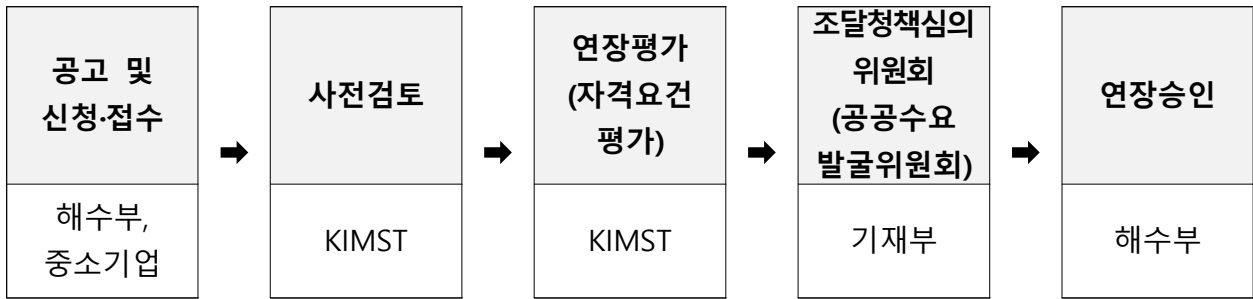 공고 및
신청·접수
해수부,
중소기업
➡
사전검토
KIMST
➡
연장평가
(자격요건
평가)
KIMST
➡
조달청책심의
위원회
(공공수요
발굴위원회)
기재부
➡
연장승인
해수부